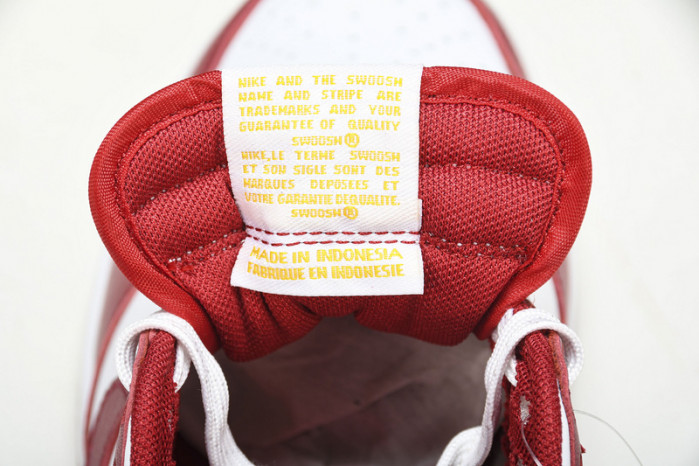 NIKE AND THE SWOOSH
NAME AND STRIPE ARE
TRADEMARKS AND YOUR
GUARANTEE OF QUALITY
SWOOSH®
NIKE,LE TERME SWOOSH
ET SON SIGLE SONT DES
MARQUES DEPOSEES ET
VOTRE GARANTIE DEQUALITE.
SWOOSH®
MADE IN INDONESIA
FABRIQUE EN INDONESIE